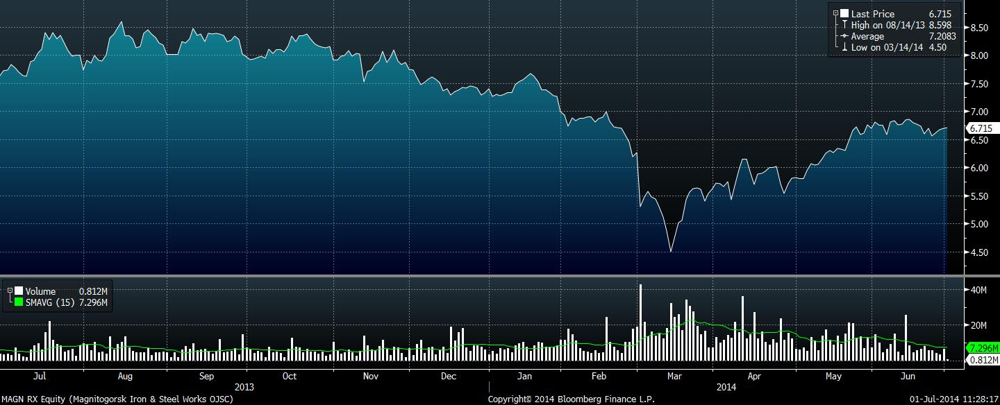 Last Price 6.715
High on 08/14/13 8.598
Average 7.2083
Low on 03/14/14 4.50
8.50
8.00
7.50
7.00
6.715
6.50
6.00
5.50
5.00
4.50
Volume 0.812M
SMAVG (15) 7.296M
40M
20M
7.296M
0.812M
Jul Aug Sep Oct Nov Dec Jan Feb Mar Apr May Jun
2013 2014
MAGN RX Equity (Magnitogorsk Iron & Steel Works OJSC) Copyright© 2014 Bloomberg Finance L.P. 01-Jul-2014 11:28:17